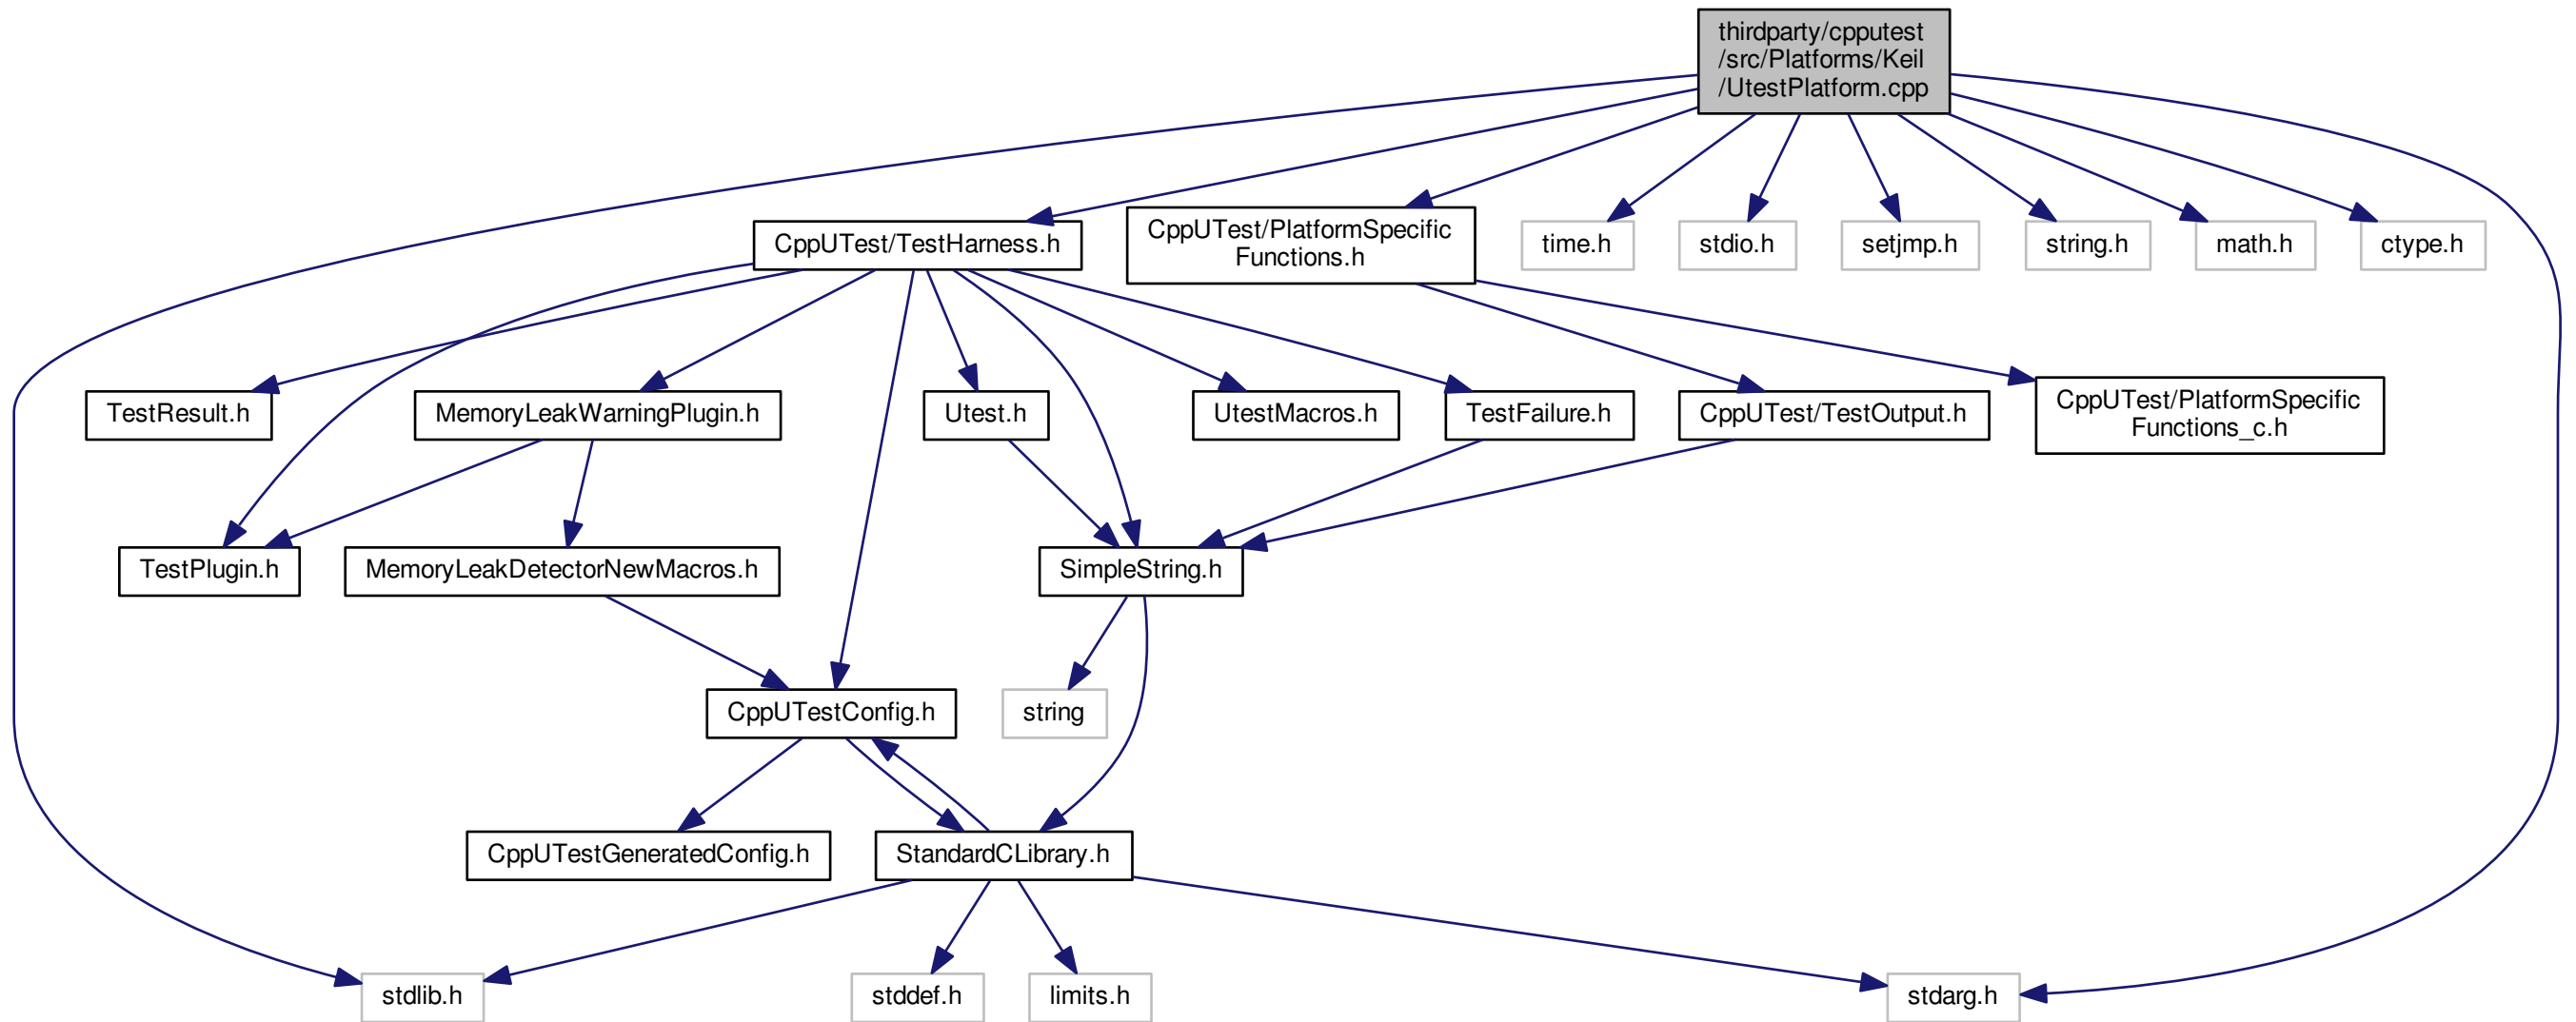 thirdparty/cpputest
/src/Platforms/Keil
/UtestPlatform.cpp
CppUTest/TestHarness.h
CppUTest/PlatformSpecific
Functions.h
time.h
stdio.h
setjmp.h
string.h
math.h
ctype.h
TestResult.h
MemoryLeakWarningPlugin.h
Utest.h
UtestMacros.h
TestFailure.h
CppUTest/TestOutput.h
CppUTest/PlatformSpecific
Functions_c.h
TestPlugin.h
MemoryLeakDetectorNewMacros.h
SimpleString.h
CppUTestConfig.h
string
CppUTestGeneratedConfig.h
StandardCLibrary.h
stdlib.h
stddef.h
limits.h
stdarg.h